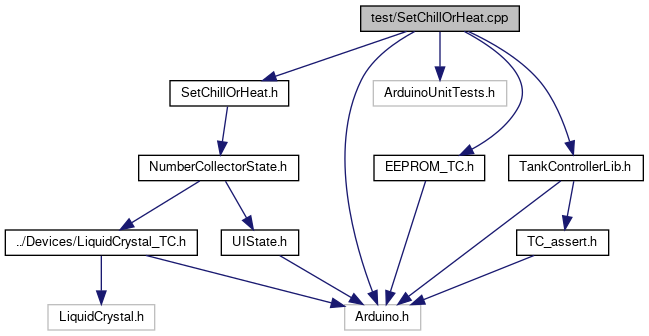 test/SetChillOrHeat.cpp
SetChillOrHeat.h
ArduinoUnitTests.h
NumberCollectorState.h
EEPROM_TC.h
TankControllerLib.h
../Devices/LiquidCrystal_TC.h
UIState.h
TC_assert.h
LiquidCrystal.h
Arduino.h